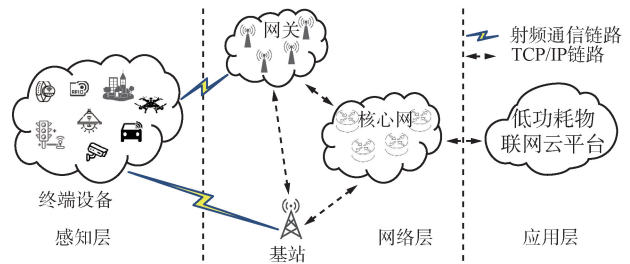 网关
射频通信链路
TCP/IP链路
RFID
核心网
低功耗物
联网云平台
终端设备
感知层
基站
网络层
应用层